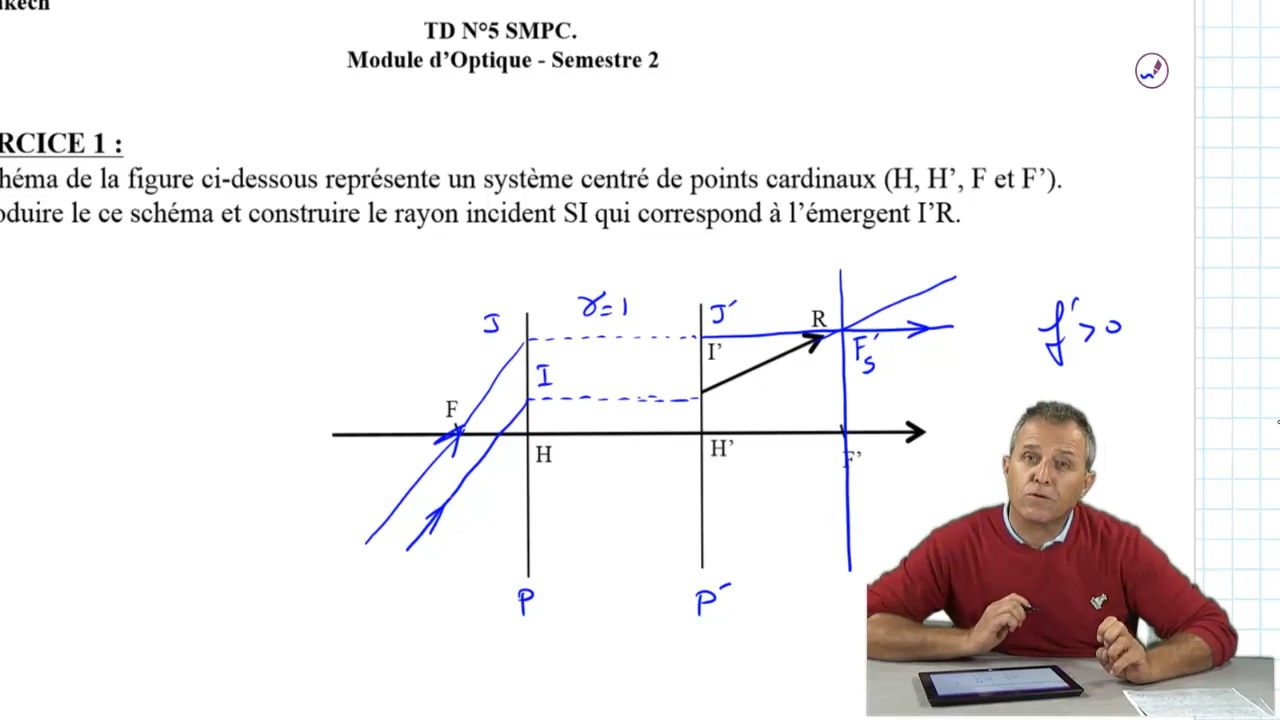 TD N°5 SMPC.
Module d'Optique - Semestre 2
RCICE 1 :
héma de la figure ci-dessous représente un système centré de points cardinaux (H, H', F et F').
oduire le ce schéma et construire le rayon incident SI qui correspond à l'émergent I'R.
J γ=1 J' R
I' F's f'>0
I
F
H H' F'
P P'